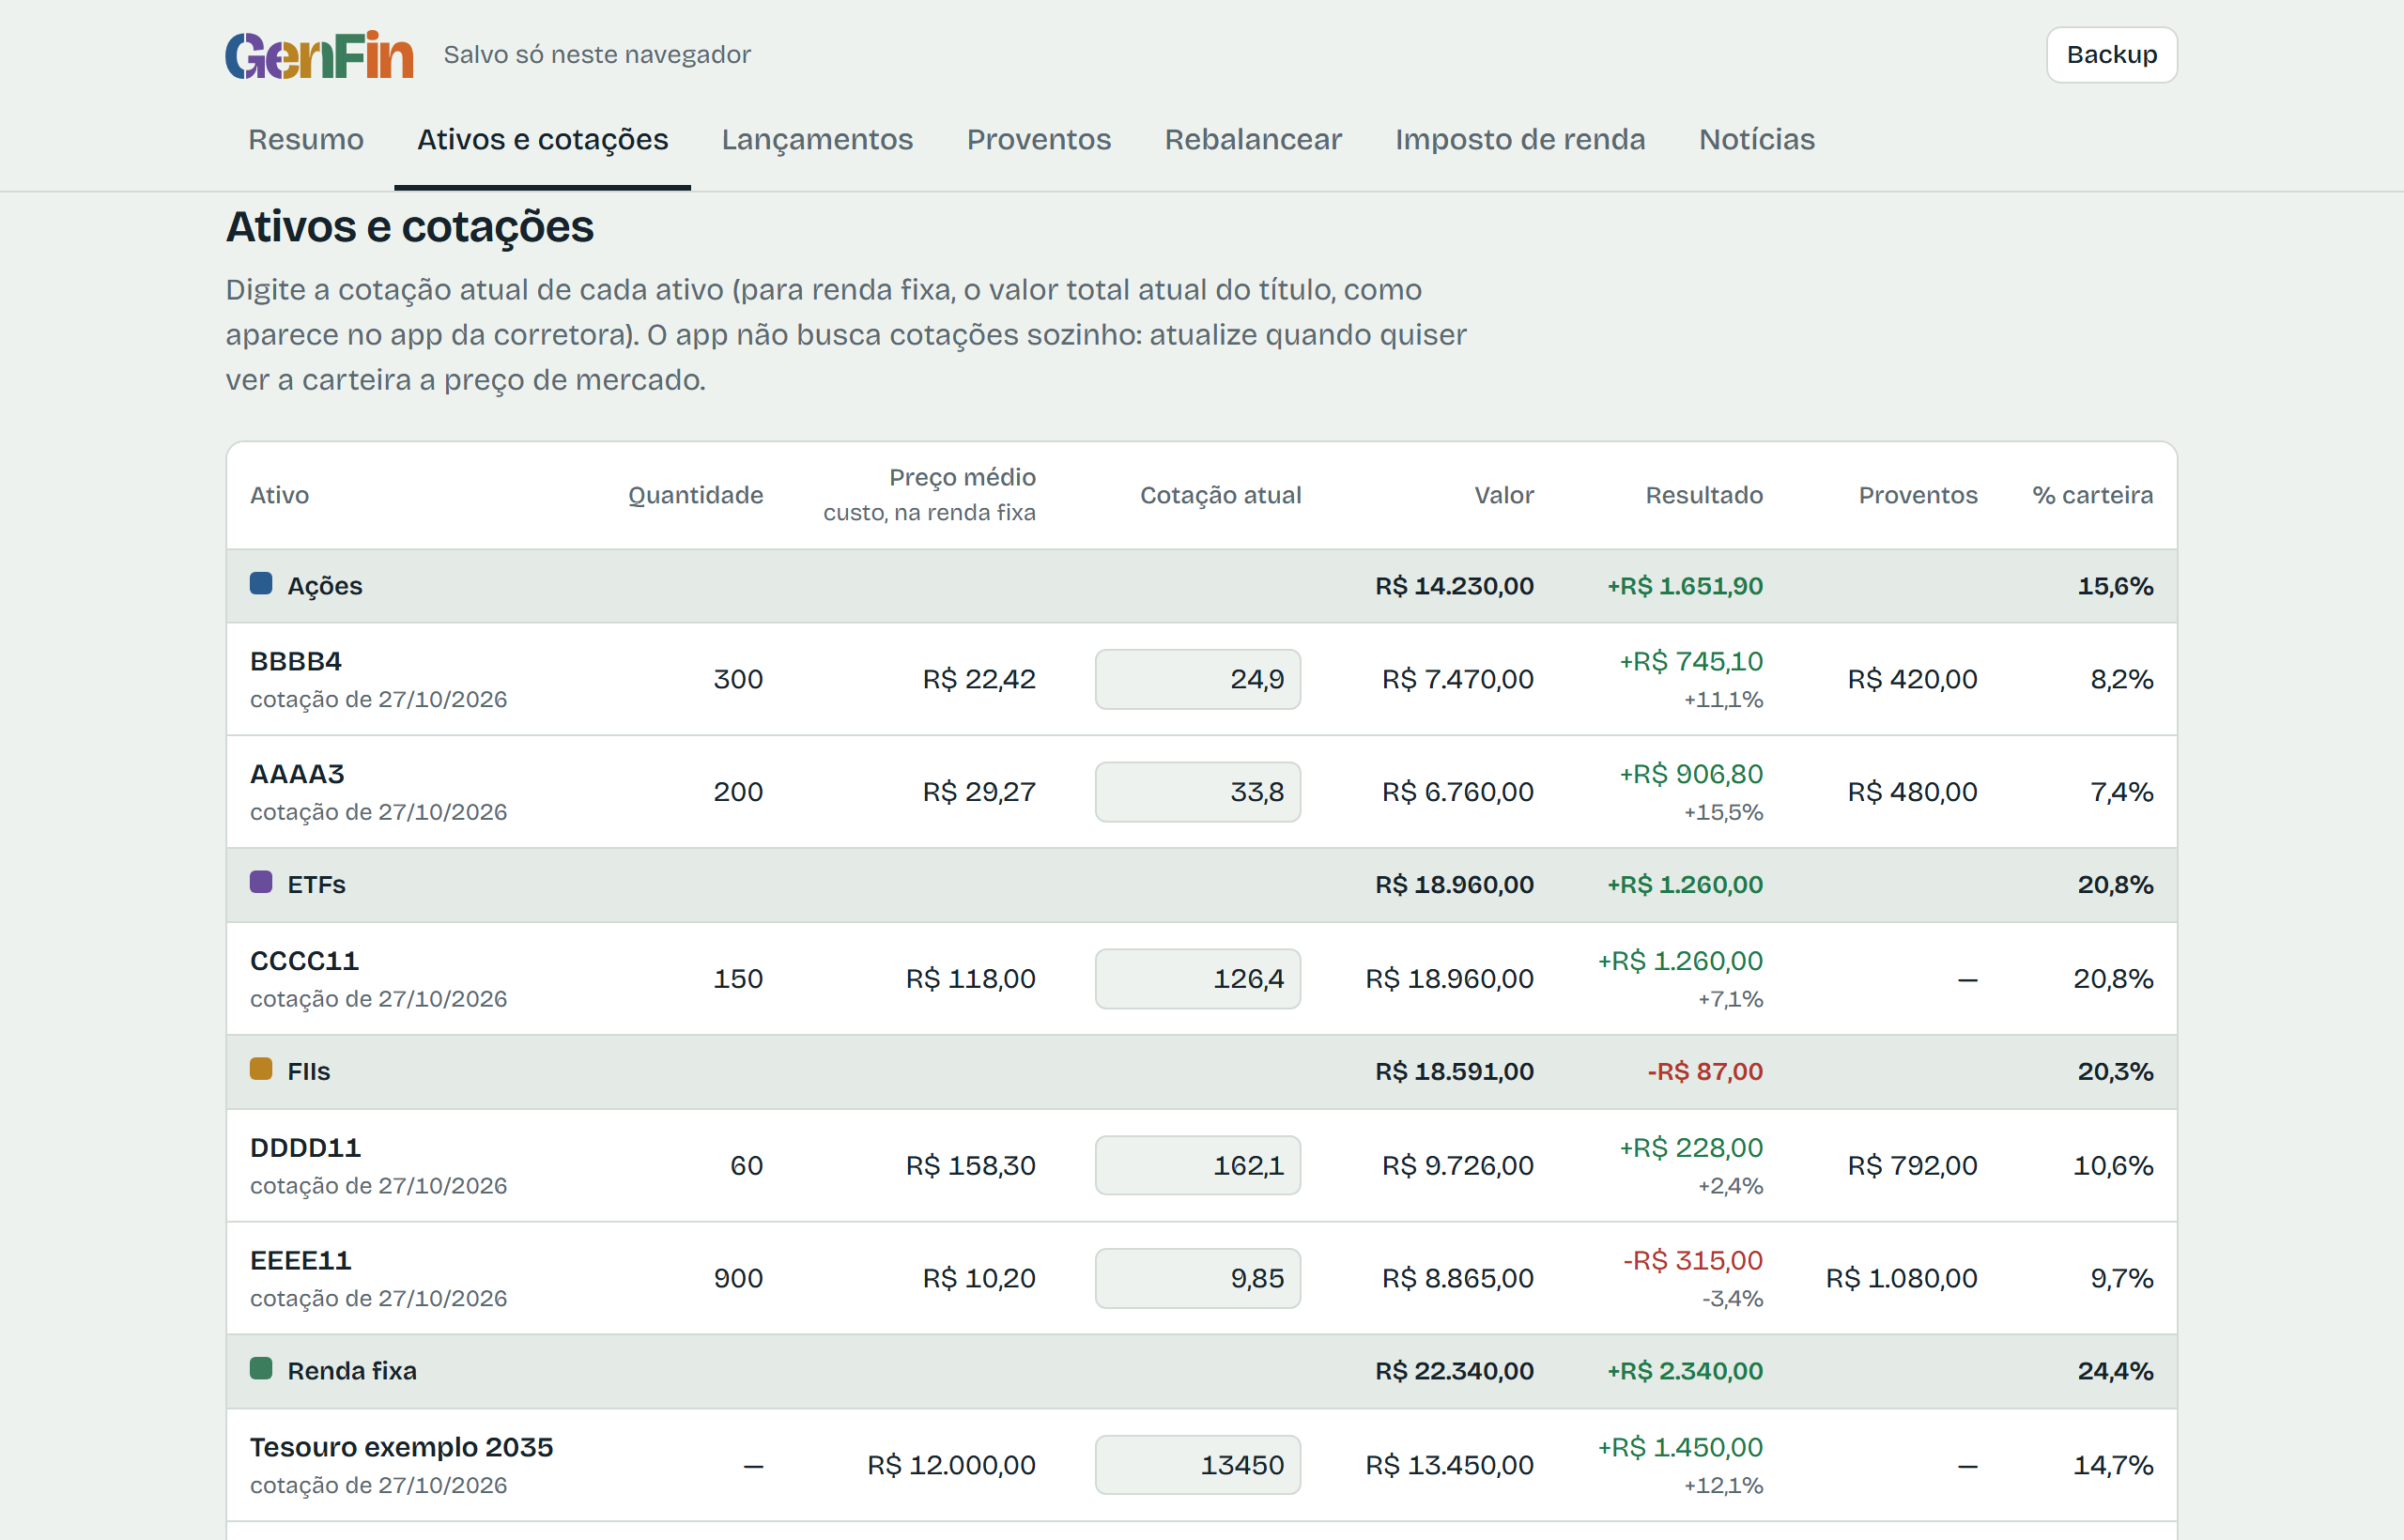 GenFin Salvo só neste navegador Backup
Resumo Ativos e cotações Lançamentos Proventos Rebalancear Imposto de renda Notícias
Ativos e cotações
Digite a cotação atual de cada ativo (para renda fixa, o valor total atual do título, como
aparece no app da corretora). O app não busca cotações sozinho: atualize quando quiser
ver a carteira a preço de mercado.
Ativo Quantidade Preço médio Cotação atual Valor Resultado Proventos % carteira
custo, na renda fixa
Ações R$ 14.230,00 +R$ 1.651,90 15,6%
BBBB4 300 R$ 22,42 24,9 R$ 7.470,00 +R$ 745,10 R$ 420,00 8,2%
cotação de 27/10/2026 +11,1%
AAAA3 200 R$ 29,27 33,8 R$ 6.760,00 +R$ 906,80 R$ 480,00 7,4%
cotação de 27/10/2026 +15,5%
ETFs R$ 18.960,00 +R$ 1.260,00 20,8%
CCCC11 150 R$ 118,00 126,4 R$ 18.960,00 +R$ 1.260,00 — 20,8%
cotação de 27/10/2026 +7,1%
FIIs R$ 18.591,00 -R$ 87,00 20,3%
DDDD11 60 R$ 158,30 162,1 R$ 9.726,00 +R$ 228,00 R$ 792,00 10,6%
cotação de 27/10/2026 +2,4%
EEEE11 900 R$ 10,20 9,85 R$ 8.865,00 -R$ 315,00 R$ 1.080,00 9,7%
cotação de 27/10/2026 -3,4%
Renda fixa R$ 22.340,00 +R$ 2.340,00 24,4%
Tesouro exemplo 2035 — R$ 12.000,00 13450 R$ 13.450,00 +R$ 1.450,00 — 14,7%
cotação de 27/10/2026 +12,1%